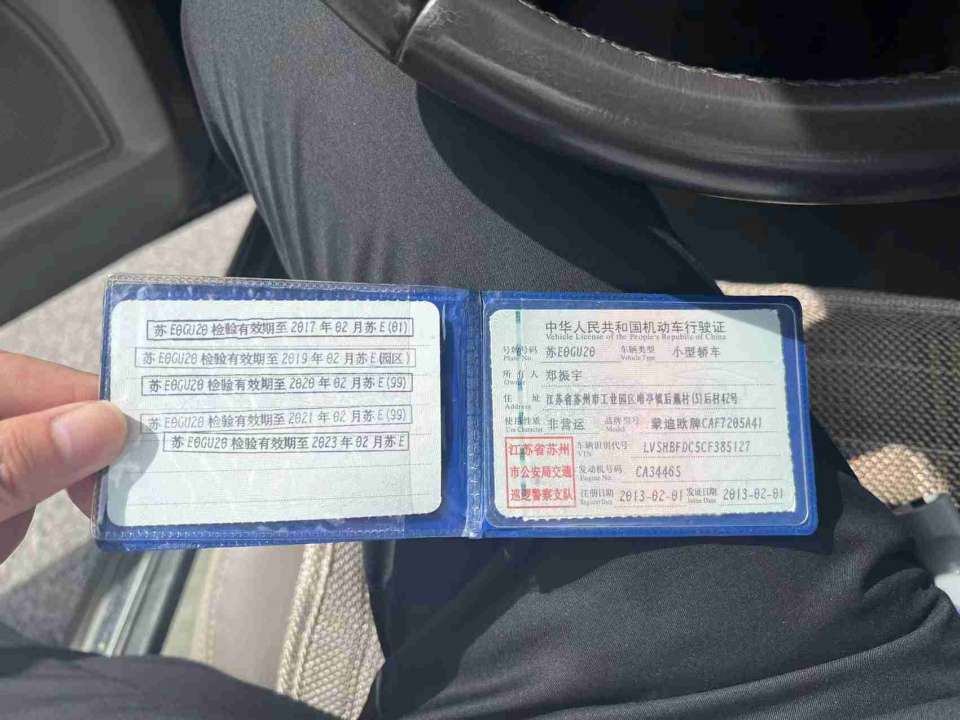 苏E0GU20检验有效期至2017年02月苏E(01)
苏E0GU20检验有效期至2019年02月苏E(园区)
苏E0GU20检验有效期至2020年02月苏E(99)
苏E0GU20检验有效期至2021年02月苏E(99)
苏E0GU20检验有效期至2023年02月苏E
中华人民共和国机动车行驶证
Vehicle License of the People's Republic of China
号牌号码 苏E0GU20 车辆类型 小型轿车
Plate No. Vehicle Type
所有人 郑振宇
Owner
住址 江苏省苏州市工业园区唯亭镇后戴村(5)后村42号
Address
使用性质 非营运 品牌型号 蒙迪欧牌CAF7205A41
Use Character Model
江苏省苏州
市公安局交通
巡逻警察支队
车辆识别代号 LVSHBFDC5CF385127
VIN
发动机号码 CA34465
Engine No.
注册日期 2013-02-01 发证日期 2013-02-01
Register Date Issue Date